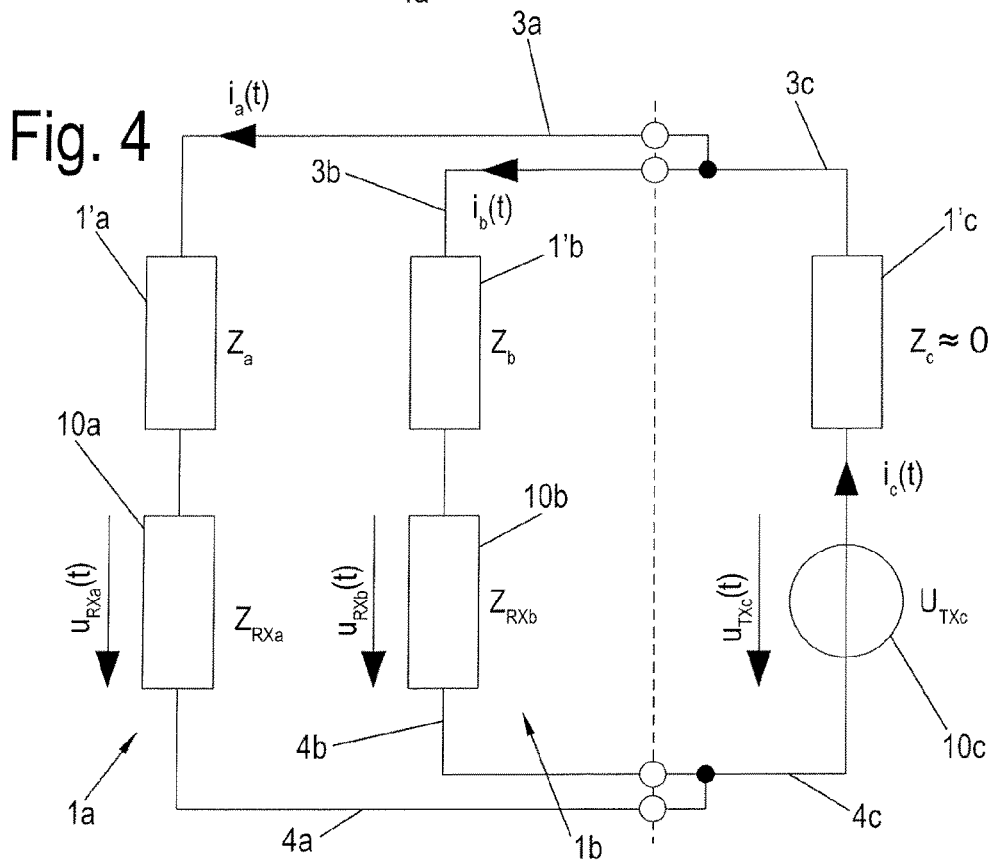 3a
3c
i_a(t)
Fig. 4
3b
i_b(t)
1'a
1'b
1'c
Z_a
Z_b
Z_c ≈ 0
10a
10b
i_c(t)
u_RXa(t)
Z_RXa
u_RXb(t)
Z_RXb
u_TXc(t)
U_TXc
4b
10c
1a
4a
1b
4c